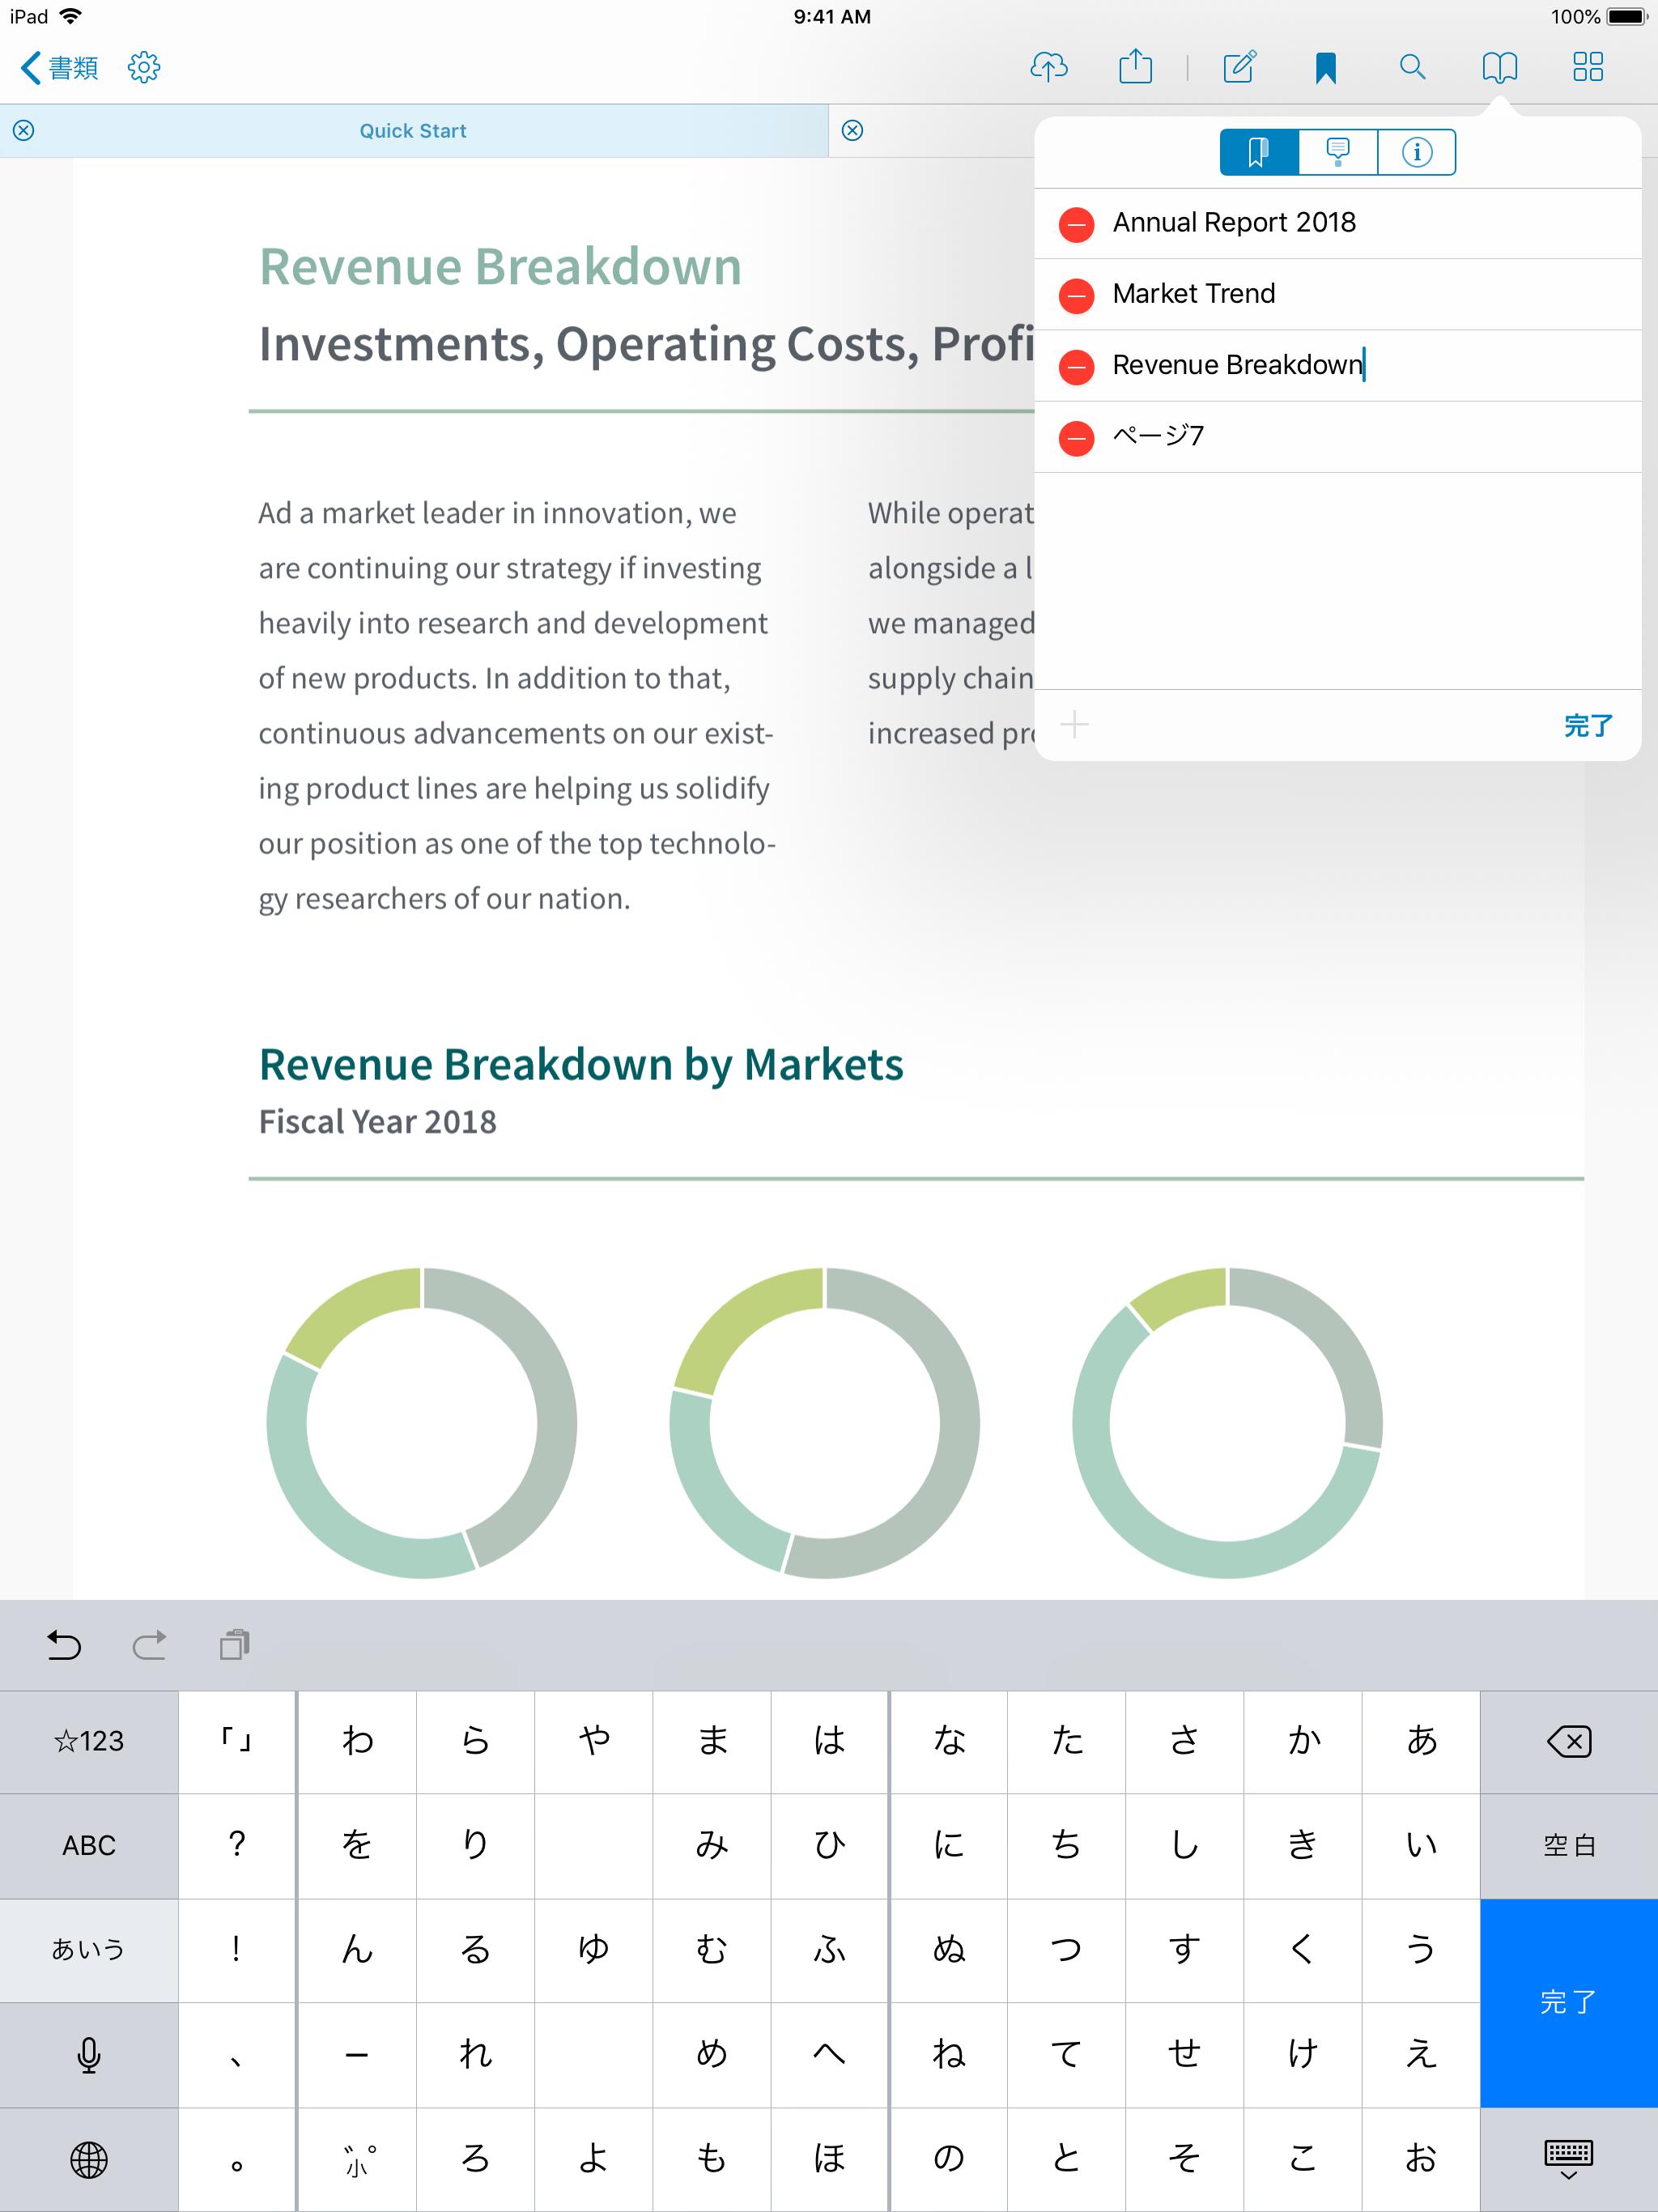 iPad 9:41 AM 100%
書類
Quick Start
Annual Report 2018
Market Trend
Revenue Breakdown
ページ7
完了
Revenue Breakdown
Investments, Operating Costs, Profi
Ad a market leader in innovation, we
are continuing our strategy if investing
heavily into research and development
of new products. In addition to that,
continuous advancements on our exist-
ing product lines are helping us solidify
our position as one of the top technolo-
gy researchers of our nation.
While operat
alongside a l
we managed
supply chain
increased pro
Revenue Breakdown by Markets
Fiscal Year 2018
☆123 「」 わ ら や ま は な た さ か あ
ABC ? を り み ひ に ち し き い 空白
あいう ! ん る ゆ む ふ ぬ つ す く う 完了
、 ー れ め へ ね て せ け え
。 ゛゜小 ろ よ も ほ の と そ こ お